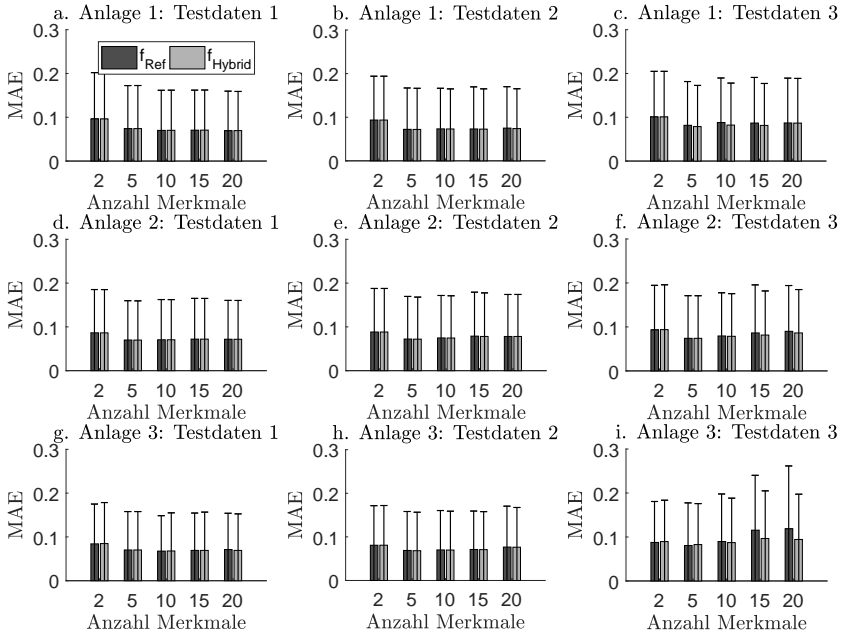 a. Anlage 1: Testdaten 1
b. Anlage 1: Testdaten 2
c. Anlage 1: Testdaten 3
0.3
0.2
0.1
0
MAE
f_Ref f_Hybrid
2 5 10 15 20
Anzahl Merkmale
0.3
0.2
0.1
0
MAE
2 5 10 15 20
Anzahl Merkmale
0.3
0.2
0.1
0
MAE
2 5 10 15 20
Anzahl Merkmale
d. Anlage 2: Testdaten 1
e. Anlage 2: Testdaten 2
f. Anlage 2: Testdaten 3
0.3
0.2
0.1
0
MAE
2 5 10 15 20
Anzahl Merkmale
0.3
0.2
0.1
0
MAE
2 5 10 15 20
Anzahl Merkmale
0.3
0.2
0.1
0
MAE
2 5 10 15 20
Anzahl Merkmale
g. Anlage 3: Testdaten 1
h. Anlage 3: Testdaten 2
i. Anlage 3: Testdaten 3
0.3
0.2
0.1
0
MAE
2 5 10 15 20
Anzahl Merkmale
0.3
0.2
0.1
0
MAE
2 5 10 15 20
Anzahl Merkmale
0.3
0.2
0.1
0
MAE
2 5 10 15 20
Anzahl Merkmale